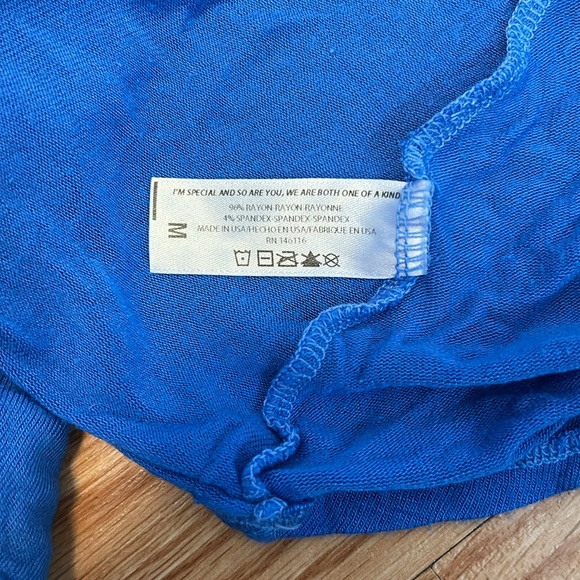 I'M SPECIAL AND SO ARE YOU, WE ARE BOTH ONE OF A KIND
96% RAYON-RAYON-RAYONNE
4% SPANDEX-SPANDEX-SPANDEX
MADE IN USA/HECHO EN USA/FABRIQUE EN USA
RN 146116
M